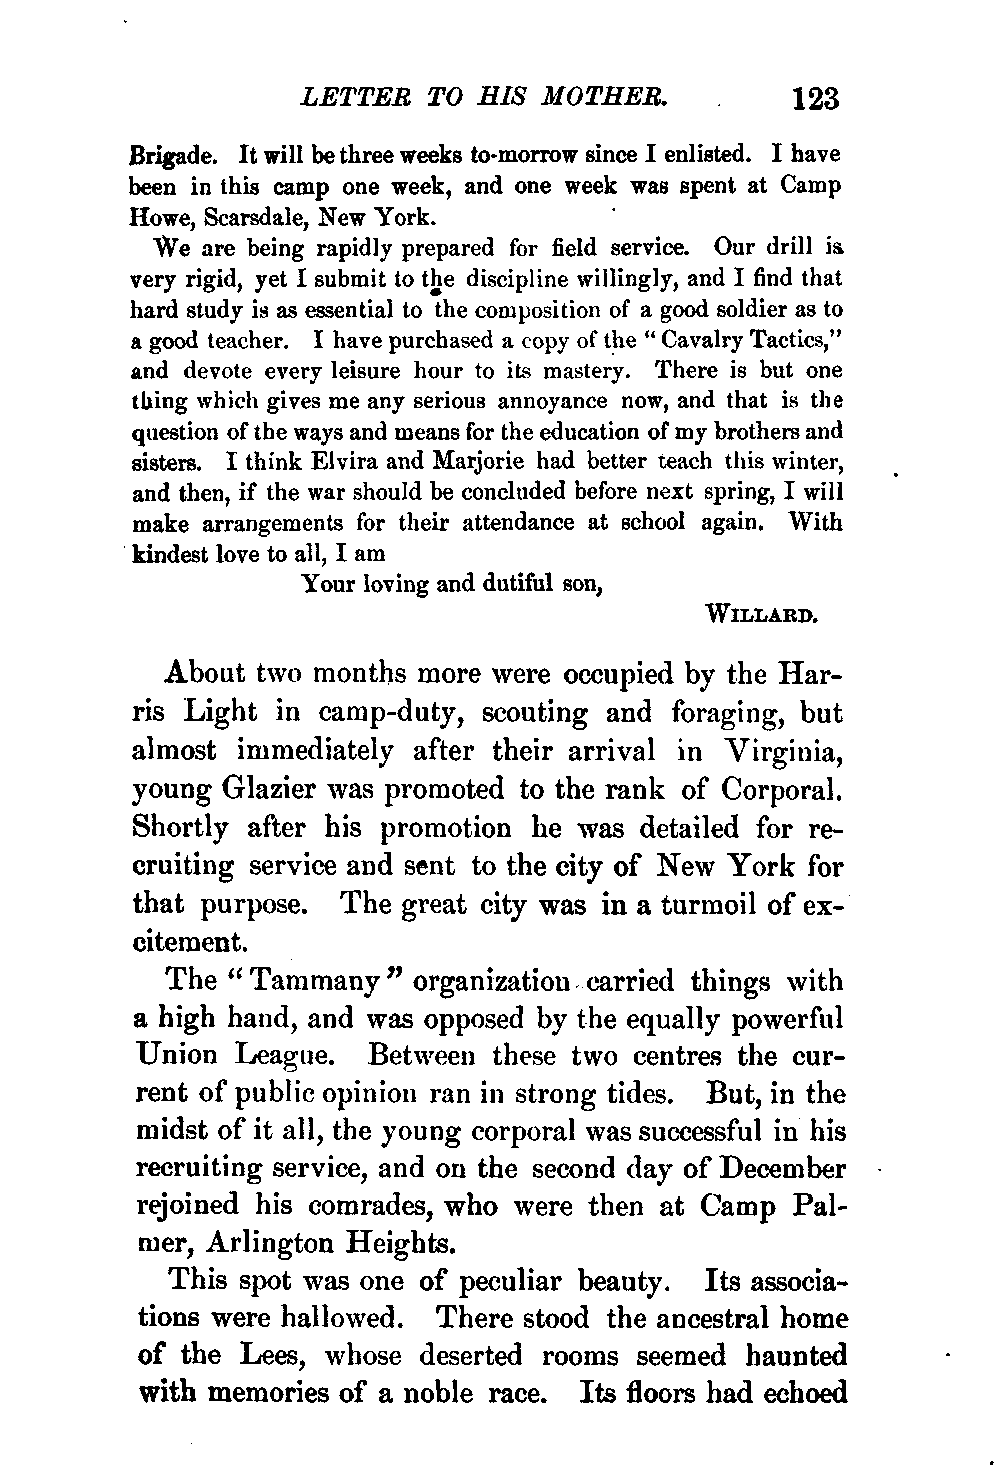 LETTER TO HIS MOTHER. 123
Brigade. It will be three weeks to-morrow since I enlisted. I have
been in this camp one week, and one week was spent at Camp
Howe, Scarsdale, New York.
We are being rapidly prepared for field service. Our drill is
very rigid, yet I submit to the discipline willingly, and I find that
hard study is as essential to the composition of a good soldier as to
a good teacher. I have purchased a copy of the “Cavalry Tactics,”
and devote every leisure hour to its mastery. There is but one
thing which gives me any serious annoyance now, and that is the
question of the ways and means for the education of my brothers and
sisters. I think Elvira and Marjorie had better teach this winter,
and then, if the war should be concluded before next spring, I will
make arrangements for their attendance at school again. With
kindest love to all, I am
Your loving and dutiful son,
WILLARD.
About two months more were occupied by the Har-
ris Light in camp-duty, scouting and foraging, but
almost immediately after their arrival in Virginia,
young Glazier was promoted to the rank of Corporal.
Shortly after his promotion he was detailed for re-
cruiting service and sent to the city of New York for
that purpose. The great city was in a turmoil of ex-
citement.
The “Tammany” organization carried things with
a high hand, and was opposed by the equally powerful
Union League. Between these two centres the cur-
rent of public opinion ran in strong tides. But, in the
midst of it all, the young corporal was successful in his
recruiting service, and on the second day of December
rejoined his comrades, who were then at Camp Pal-
mer, Arlington Heights.
This spot was one of peculiar beauty. Its associa-
tions were hallowed. There stood the ancestral home
of the Lees, whose deserted rooms seemed haunted
with memories of a noble race. Its floors had echoed